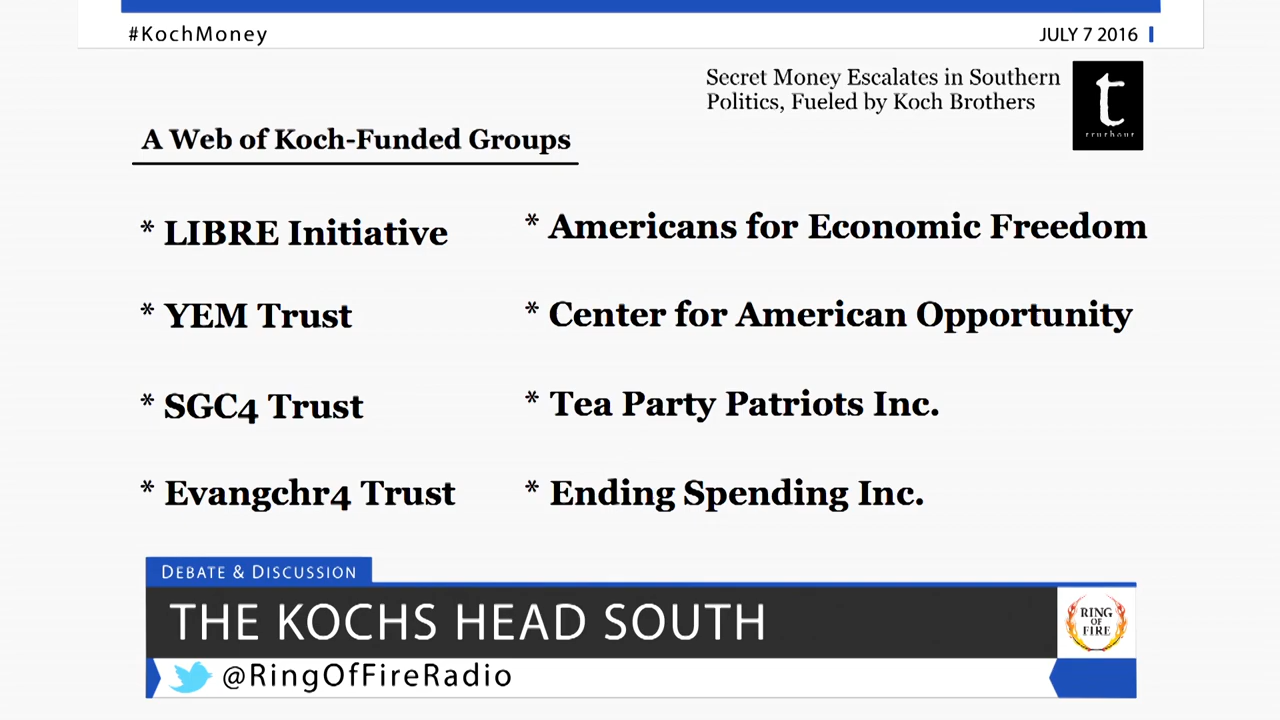 #KochMoney
JULY 7 2016
Secret Money Escalates in Southern
Politics, Fueled by Koch Brothers
t
truthout
A Web of Koch-Funded Groups
* LIBRE Initiative
* YEM Trust
* SGC4 Trust
* Evangchr4 Trust
* Americans for Economic Freedom
* Center for American Opportunity
* Tea Party Patriots Inc.
* Ending Spending Inc.
DEBATE & DISCUSSION
THE KOCHS HEAD SOUTH
RING
OF
FIRE
@RingOfFireRadio